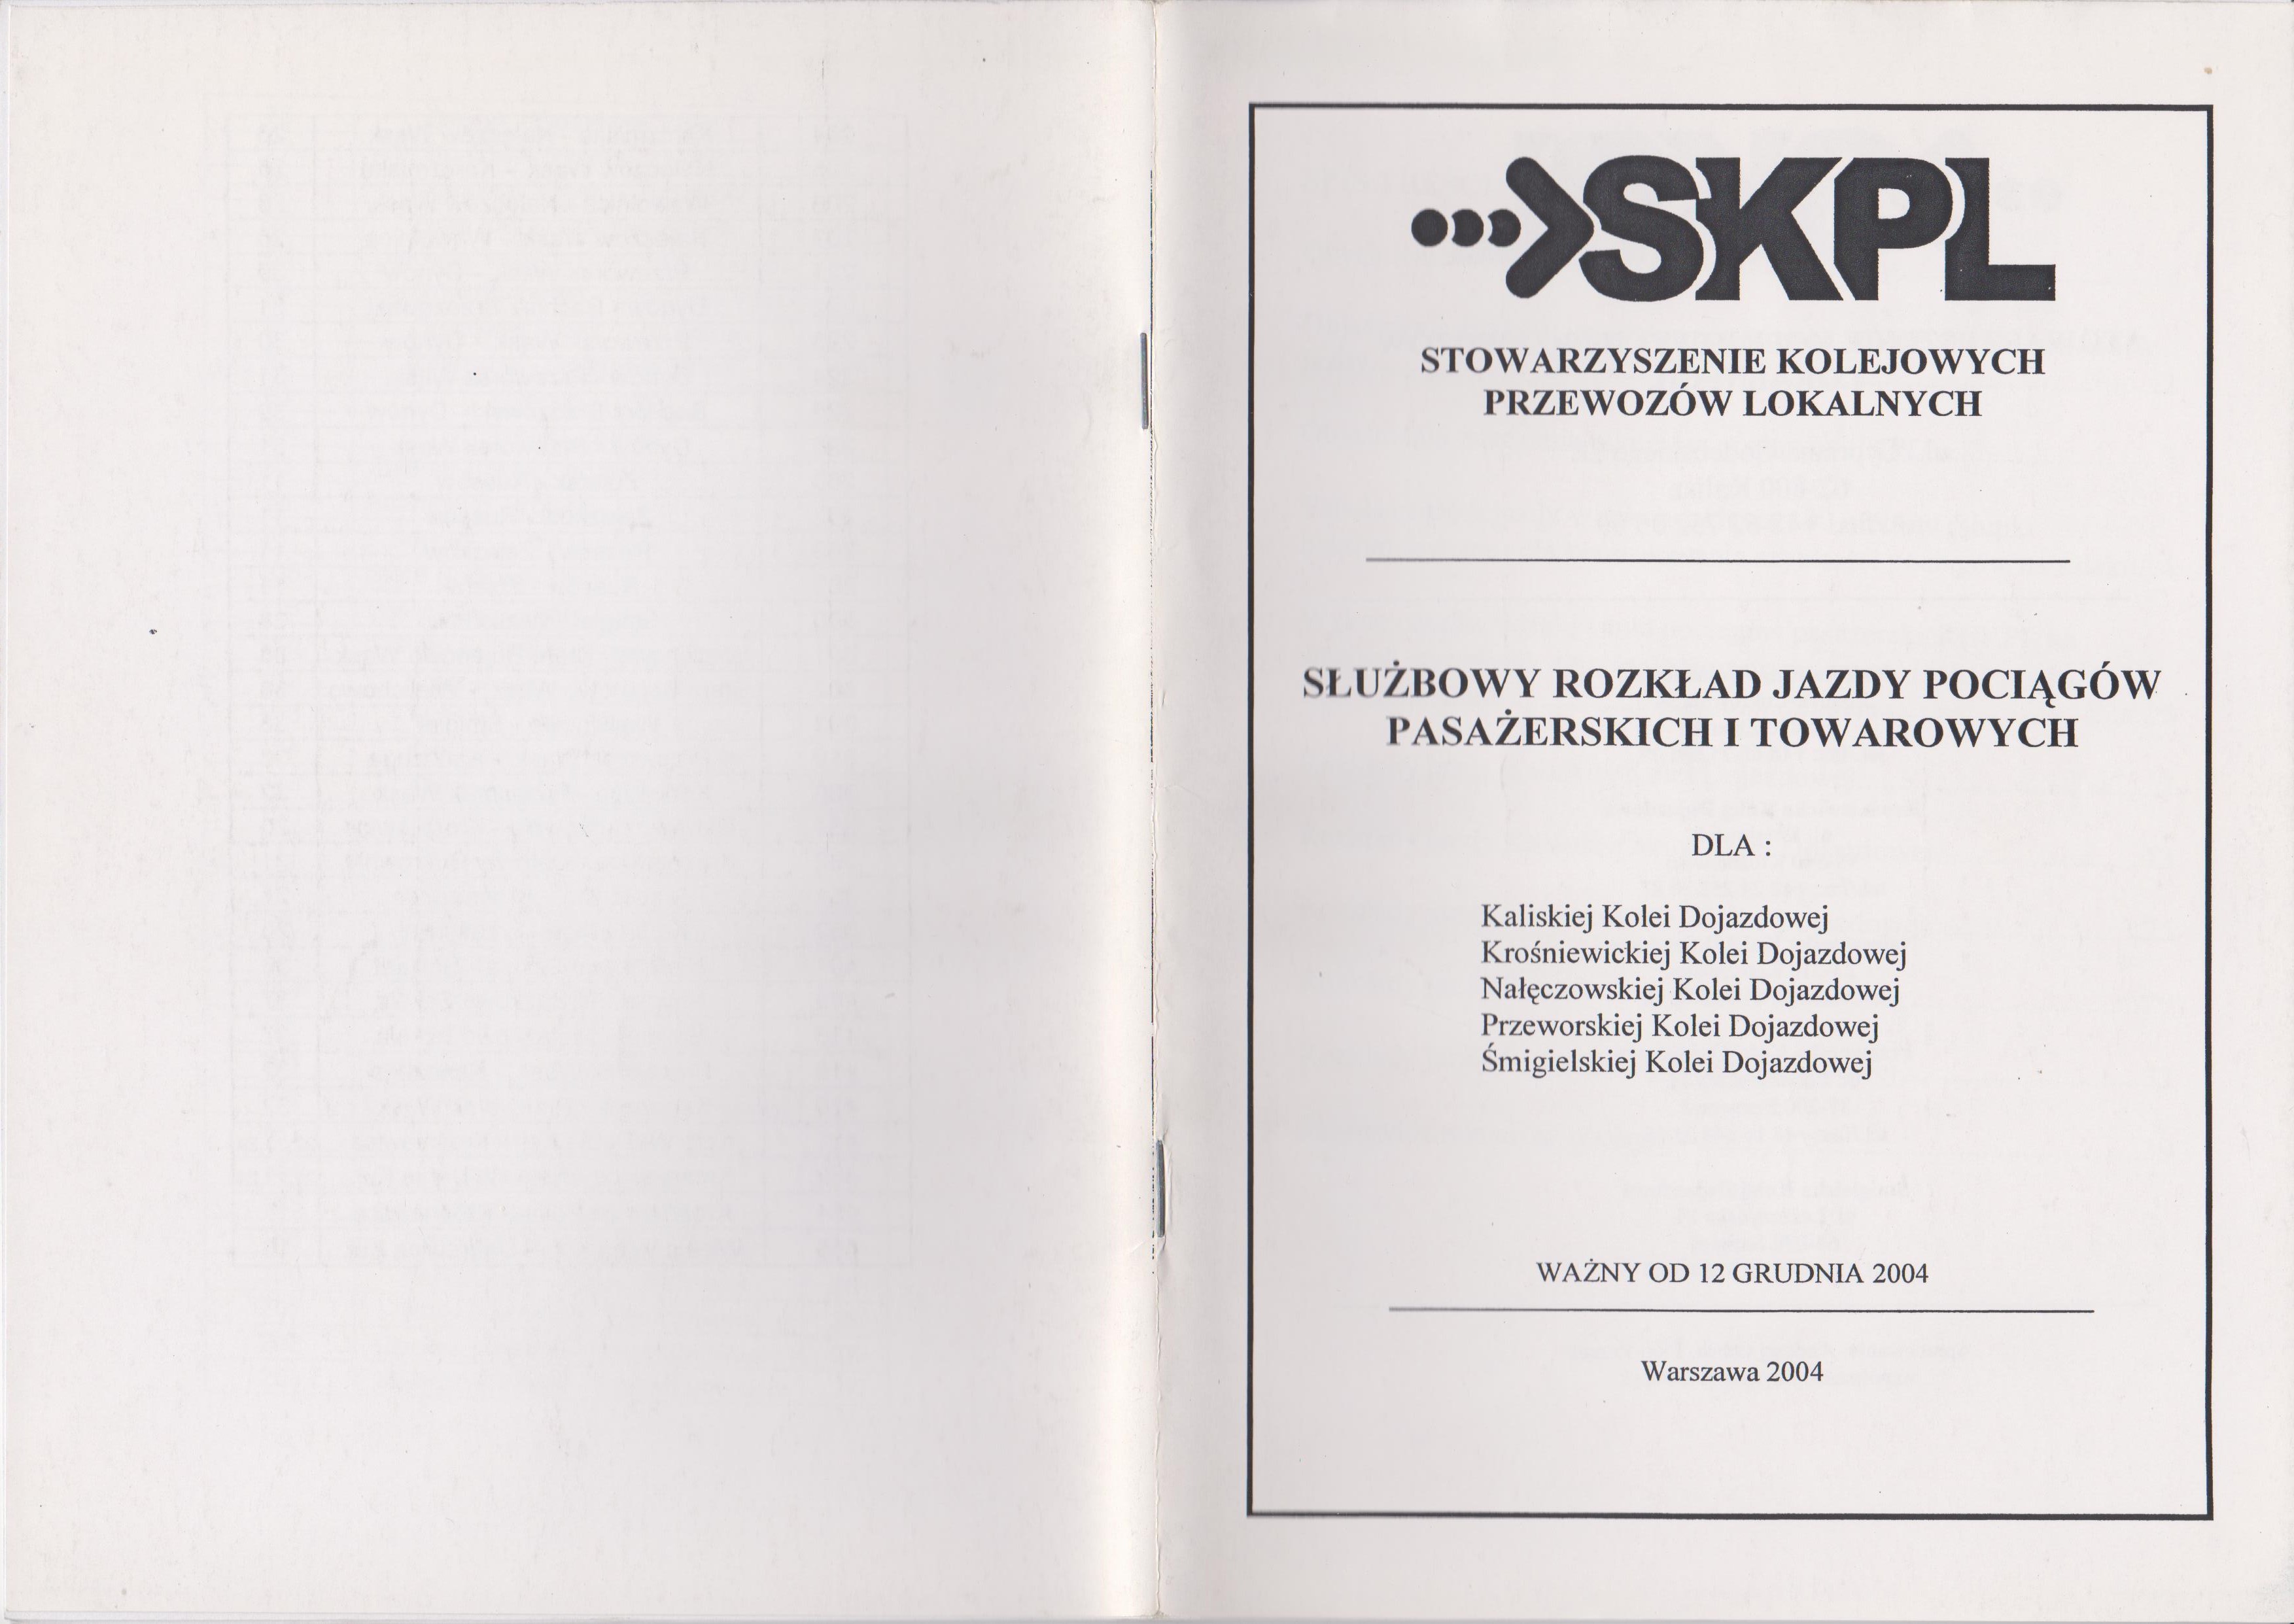 SKPL
STOWARZYSZENIE KOLEJOWYCH
PRZEWOZÓW LOKALNYCH
SŁUŻBOWY ROZKŁAD JAZDY POCIĄGÓW
PASAŻERSKICH I TOWAROWYCH
DLA :
Kaliskiej Kolei Dojazdowej
Krośniewickiej Kolei Dojazdowej
Nałęczowskiej Kolei Dojazdowej
Przeworskiej Kolei Dojazdowej
Śmigielskiej Kolei Dojazdowej
WAŻNY OD 12 GRUDNIA 2004
Warszawa 2004